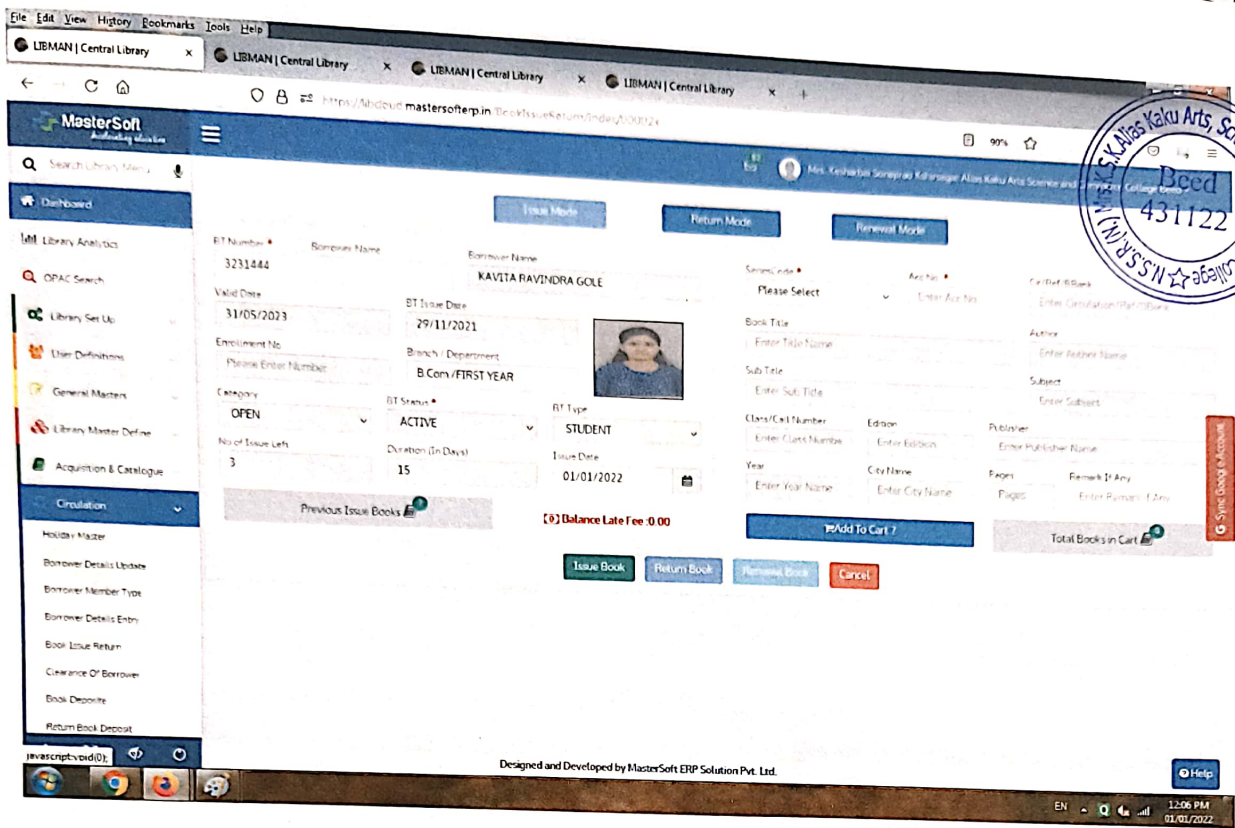 File Edit View History Bookmarks Tools Help
LIBMAN | Central Library ×
LIBMAN | Central Library ×
LIBMAN | Central Library ×
LIBMAN | Central Library × +
90%
MasterSoft
Search Library Menu
Dashboard
Library Analytics
OPAC Search
Library Set Up
User Definitions
General Masters
Library Master Define
Acquisition & Catalogue
Circulation
Holiday Master
Borrower Details Update
Borrower Member Type
Borrower Details Entry
Book Issue Return
Clearance Of Borrower
Book Deposite
Return Book Deposit
javascript:void(0);
Issue Mode Return Mode Renewal Mode
BT Number * Borrower Name Borrower Name
3231444 KAVITA RAVINDRA GOLE
Valid Date BT Issue Date
31/05/2023 29/11/2021
Enrollment No Branch / Department
Please Enter Number B.Com/FIRST YEAR
Category BT Status * BT Type
OPEN ACTIVE STUDENT
No of Issue Left Duration (In Days) Issue Date
3 15 01/01/2022
Previous Issue Books
Balance Late Fee :0.00
Please Select Enter Acc No
Book Title Author
Enter Title Name Enter Author Name
Sub Title Subject
Enter Sub Title Enter Subject
Class/Call Number Edition Publisher
Enter Class Numbe Enter Edition Enter Publisher Name
Year City Name Pages Remark If Any
Enter Year Name Enter City Name Pages Enter Remark If Any
Add To Cart ?
Total Books in Cart
Issue Book Return Book Renewal Book Cancel
Sync Google Account
Designed and Developed by MasterSoft ERP Solution Pvt. Ltd.
Help
EN
12:06 PM
01/01/2022
Beed
431122